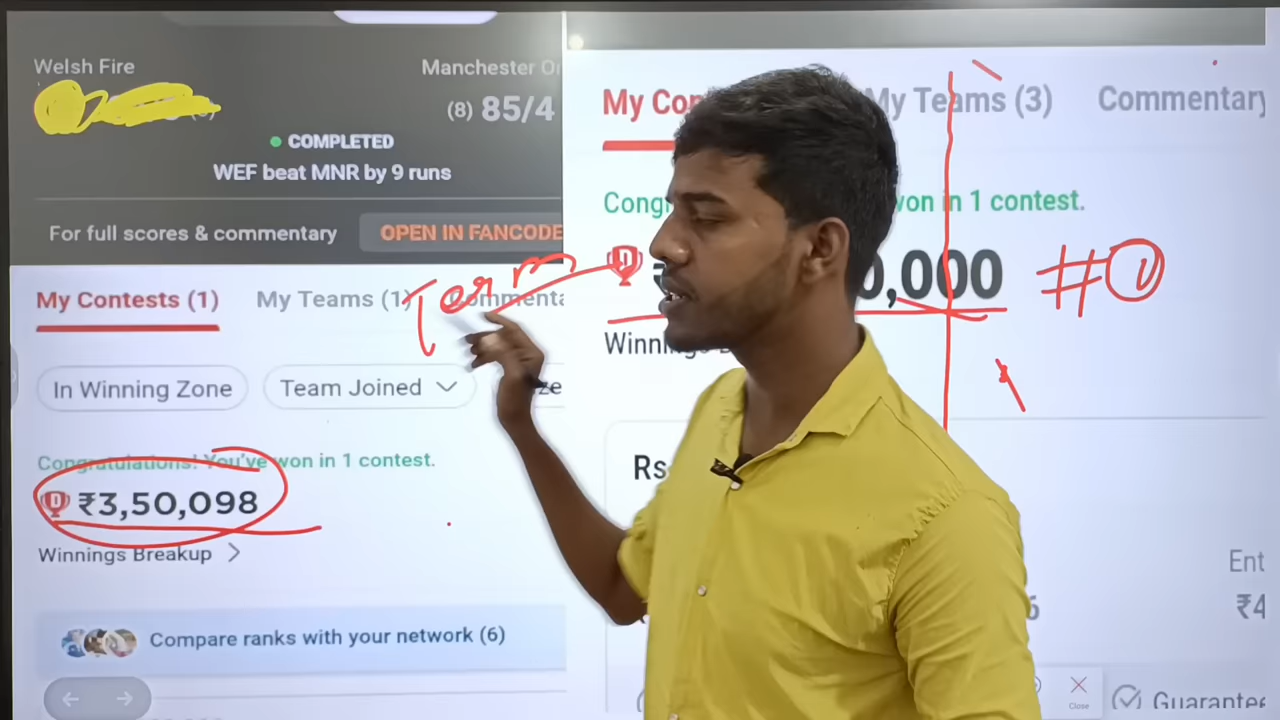 Welsh Fire
Manchester
(8) 85/4
COMPLETED
WEF beat MNR by 9 runs
For full scores & commentary
OPEN IN FANCODE
My Contests (1)
My Teams (1)
In Winning Zone
Team Joined
Congratulations! You've won in 1 contest.
₹3,50,098
Winnings Breakup
Compare ranks with your network (6)
My Teams (3)
Commentary
in 1 contest.
0,000
Term
#1
Rs
₹4
Close